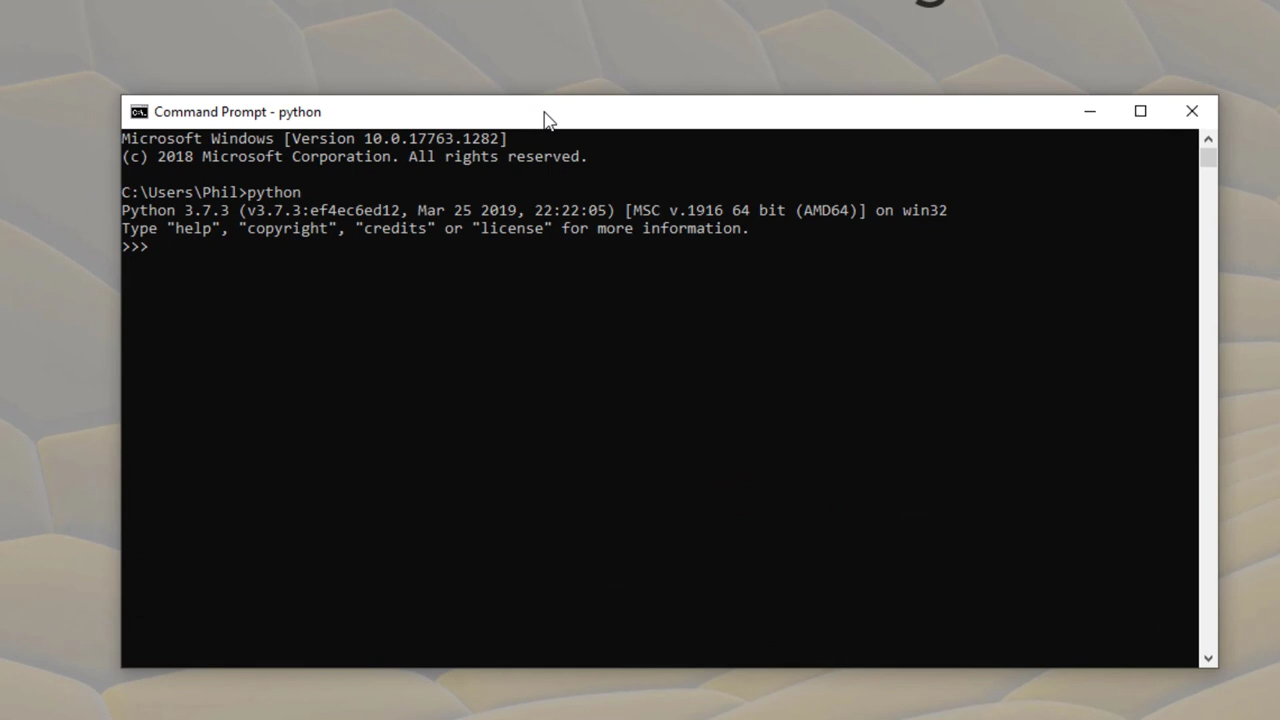 Command Prompt - python
Microsoft Windows [Version 10.0.17763.1282]
(c) 2018 Microsoft Corporation. All rights reserved.
C:\Users\Phil>python
Python 3.7.3 (v3.7.3:ef4ec6ed12, Mar 25 2019, 22:22:05) [MSC v.1916 64 bit (AMD64)] on win32
Type "help", "copyright", "credits" or "license" for more information.
>>>